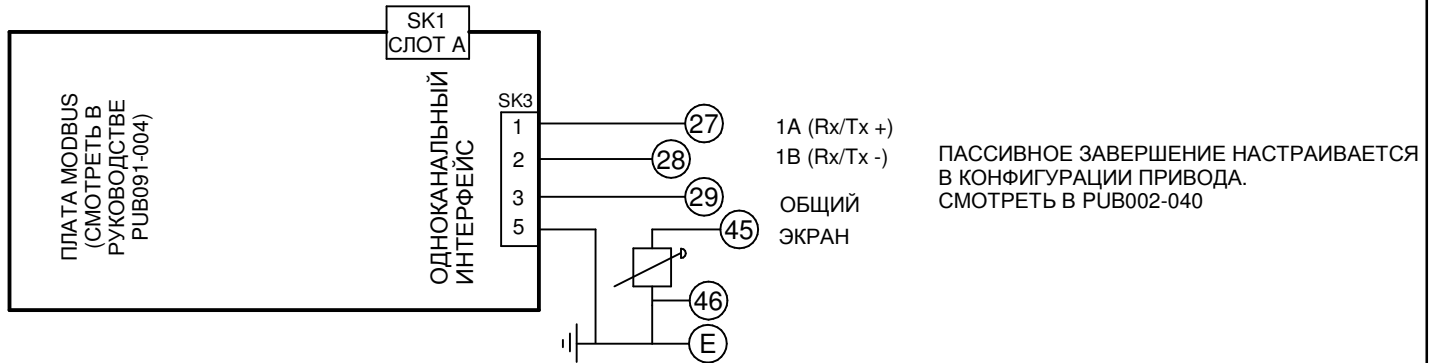 SK1
СЛОТ А
ПЛАТА MODBUS
(СМОТРЕТЬ В
РУКОВОДСТВЕ
PUB091-004)
ОДНОКАНАЛЬНЫЙ
ИНТЕРФЕЙС
SK3
1
2
3
5
27
28
29
45
46
E
1A (Rx/Tx +)
1B (Rx/Tx -)
ОБЩИЙ
ЭКРАН
ПАССИВНОЕ ЗАВЕРШЕНИЕ НАСТРАИВАЕТСЯ
В КОНФИГУРАЦИИ ПРИВОДА.
СМОТРЕТЬ В PUB002-040